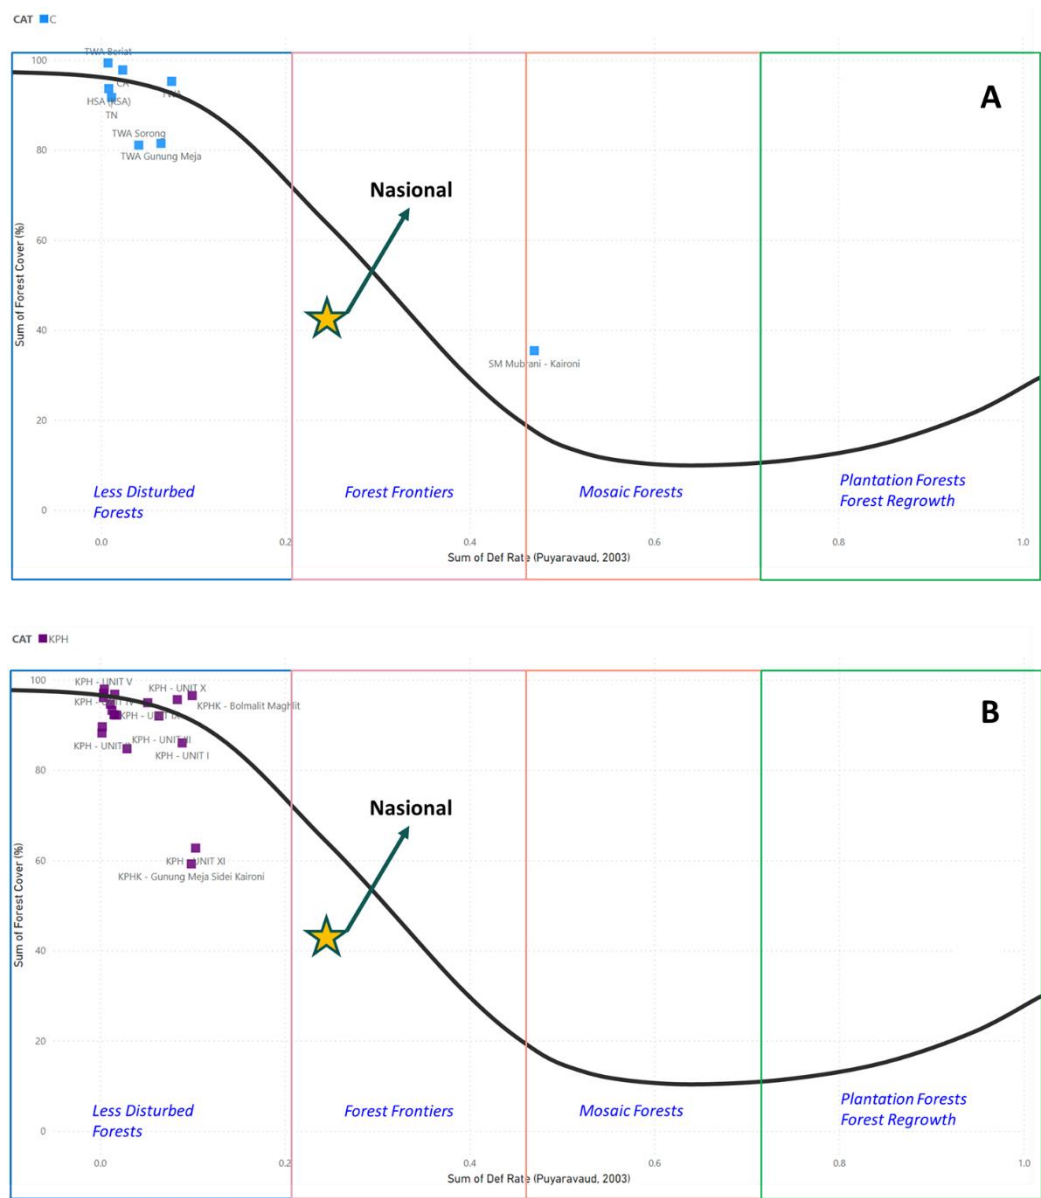 CAT C
A
100
80
60
40
20
0
Sum of Forest Cover (%)
TWA Beriat
CA
TWA
HSA (KSA)
TN
TWA Sorong
TWA Gunung Meja
Nasional
SM Mubrani - Kaironi
Less Disturbed
Forests
Forest Frontiers
Mosaic Forests
Plantation Forests
Forest Regrowth
0.0 0.2 0.4 0.6 0.8 1.0
Sum of Def Rate (Puyaravaud, 2003)
CAT KPH
B
100
80
60
40
20
0
Sum of Forest Cover (%)
KPH - UNIT V
KPH - UNIT X
KPHK - Bolmalit Maghlit
KPH - UNIT IV
KPH - UNIT III
KPH - UNIT I
KPH - UNIT XI
KPHK - Gunung Meja Sidei Kaironi
Nasional
Less Disturbed
Forests
Forest Frontiers
Mosaic Forests
Plantation Forests
Forest Regrowth
0.0 0.2 0.4 0.6 0.8 1.0
Sum of Def Rate (Puyaravaud, 2003)